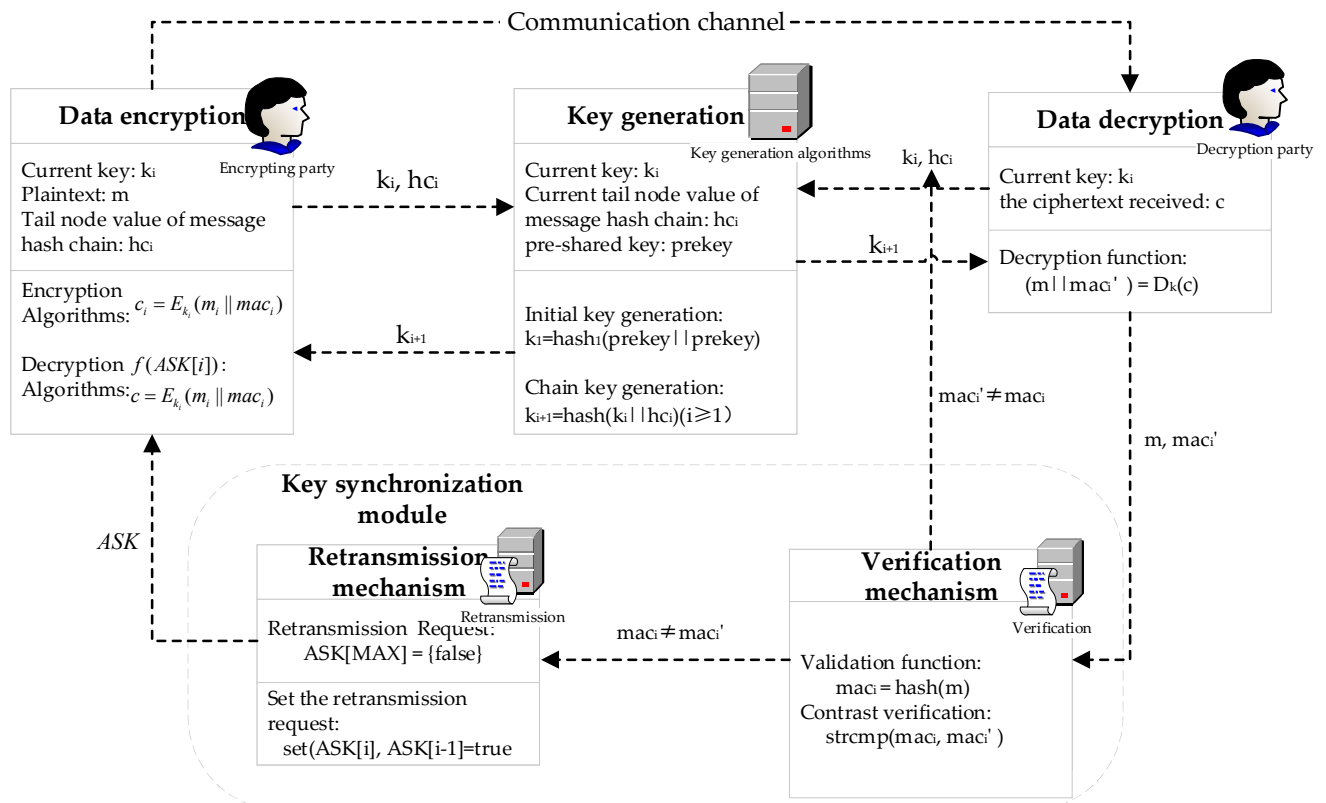 Communication channel
Data encryption
Encrypting party
Current key: kᵢ
Plaintext: m
Tail node value of message
hash chain: hcᵢ
Encryption
Algorithms: cᵢ = E_{kᵢ}(mᵢ || macᵢ)
Decryption f(ASK[i]):
Algorithms: c = E_{kᵢ}(mᵢ || macᵢ)
kᵢ, hcᵢ
kᵢ₊₁
Key generation
Key generation algorithms
Current key: kᵢ
Current tail node value of
message hash chain: hcᵢ
pre-shared key: prekey
Initial key generation:
k₁=hash₁(prekey||prekey)
Chain key generation:
kᵢ₊₁=hash(kᵢ||hcᵢ)(i≥1)
kᵢ, hcᵢ
kᵢ₊₁
Data decryption
Decryption party
Current key: kᵢ
the ciphertext received: c
Decryption function:
(m||macᵢ' ) = Dₖ(c)
macᵢ'≠macᵢ
m, macᵢ'
Key synchronization
module
ASK
Retransmission
mechanism
Retransmission
Retransmission Request:
ASK[MAX] = {false}
Set the retransmission
request:
set(ASK[i], ASK[i-1]=true
macᵢ≠macᵢ'
Verification
mechanism
Verification
Validation function:
macᵢ = hash(m)
Contrast verification:
strcmp(macᵢ, macᵢ' )